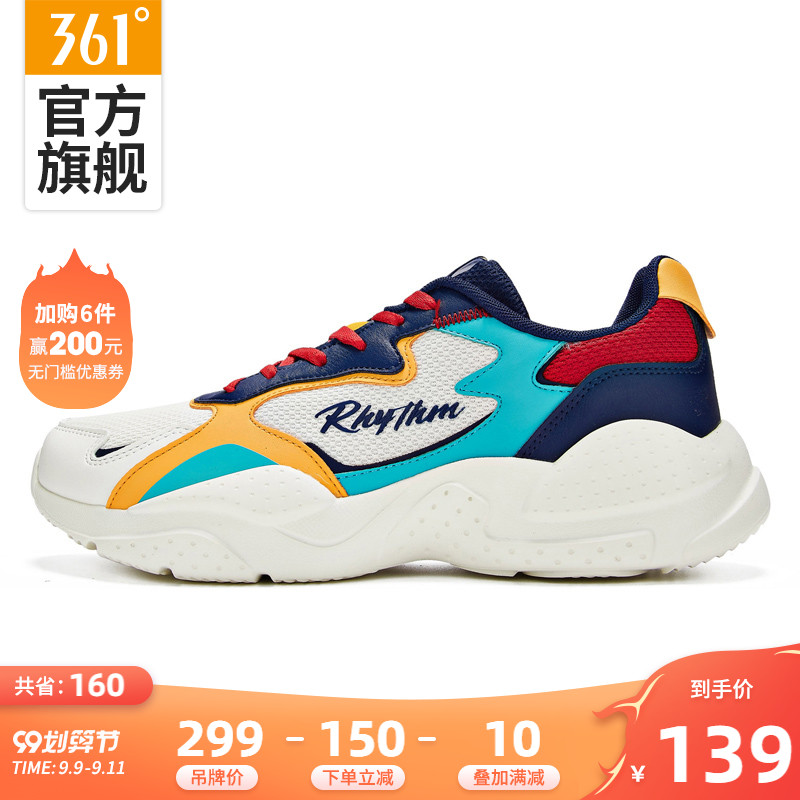 361°
官方
旗舰
加购6件
赢200元
无门槛优惠券
Rhythm
共省:160
99划算节
TIME: 9.9-9.11
299 - 150 - 10
吊牌价 下单立减 叠加满减
到手价
¥139